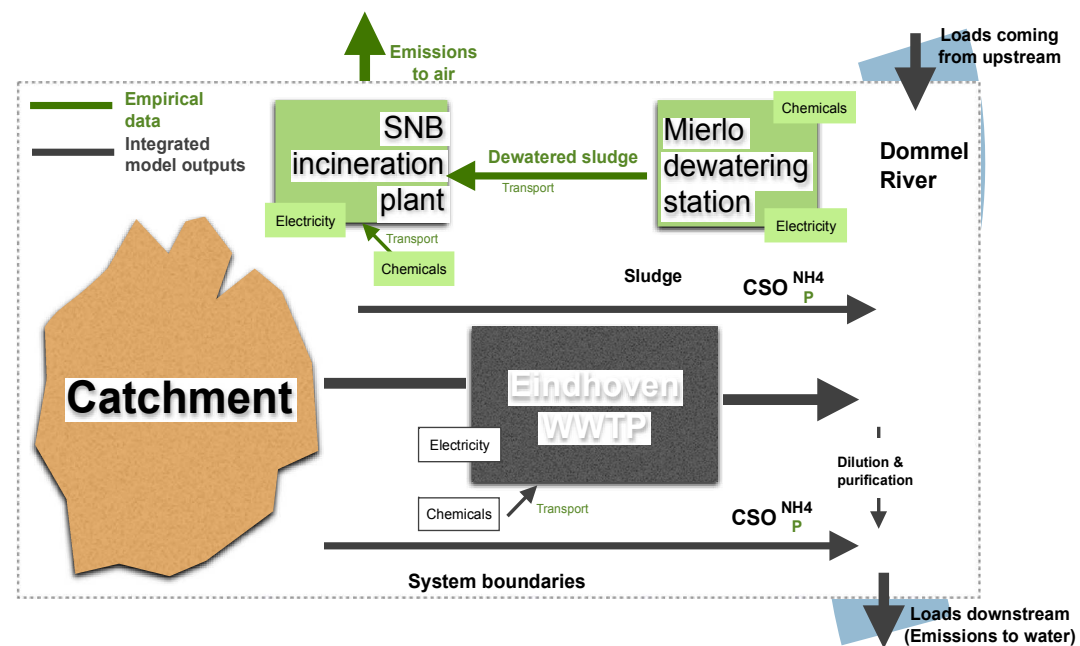 Emissions
to air
Loads coming
from upstream
Empirical
data
Integrated
model outputs
SNB
incineration
plant
Electricity
Transport
Chemicals
Dewatered sludge
Transport
Chemicals
Mierlo
dewatering
station
Electricity
Dommel
River
Sludge
CSO NH4
P
Catchment
Eindhoven
WWTP
Electricity
Chemicals
Transport
Dilution &
purification
CSO NH4
P
System boundaries
Loads downstream
(Emissions to water)